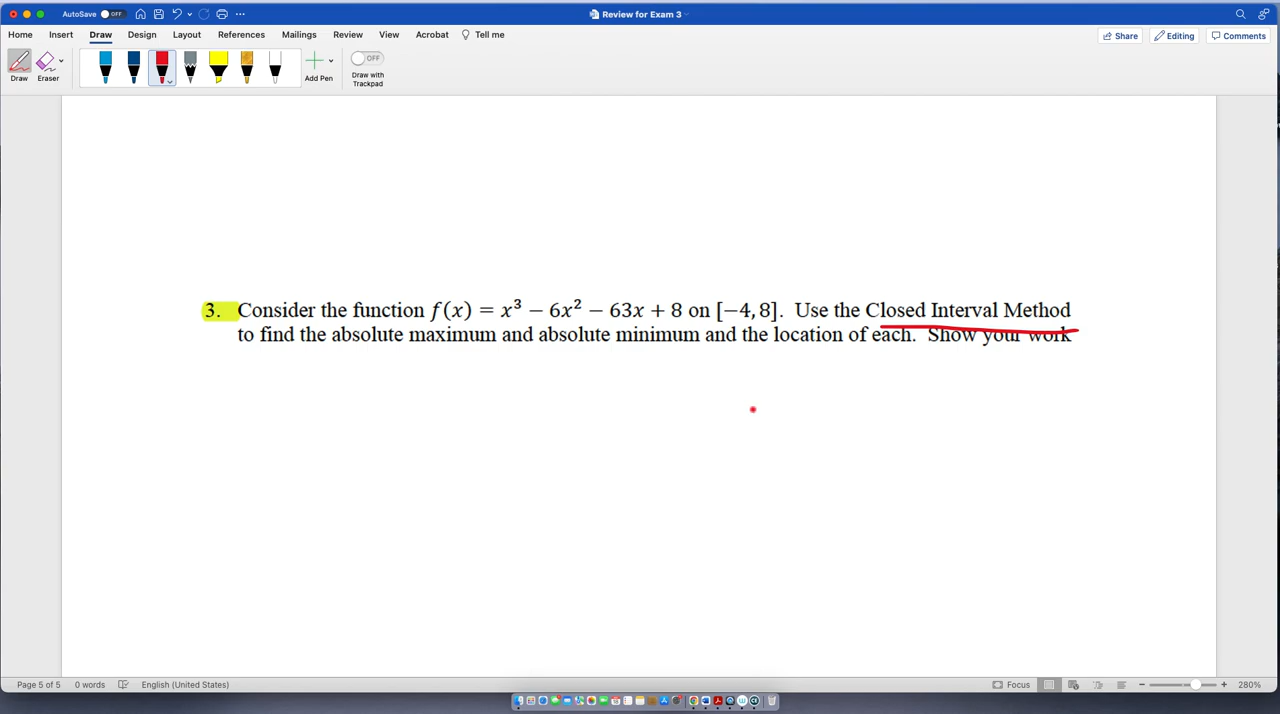 AutoSave OFF
Review for Exam 3
Home Insert Draw Design Layout References Mailings Review View Acrobat Tell me
Share Editing Comments
OFF
Draw Eraser Add Pen Draw with
Trackpad
3. Consider the function f(x) = x³ − 6x² − 63x + 8 on [−4, 8]. Use the Closed Interval Method
to find the absolute maximum and absolute minimum and the location of each. Show your work
Page 5 of 5 0 words English (United States) Focus 280%